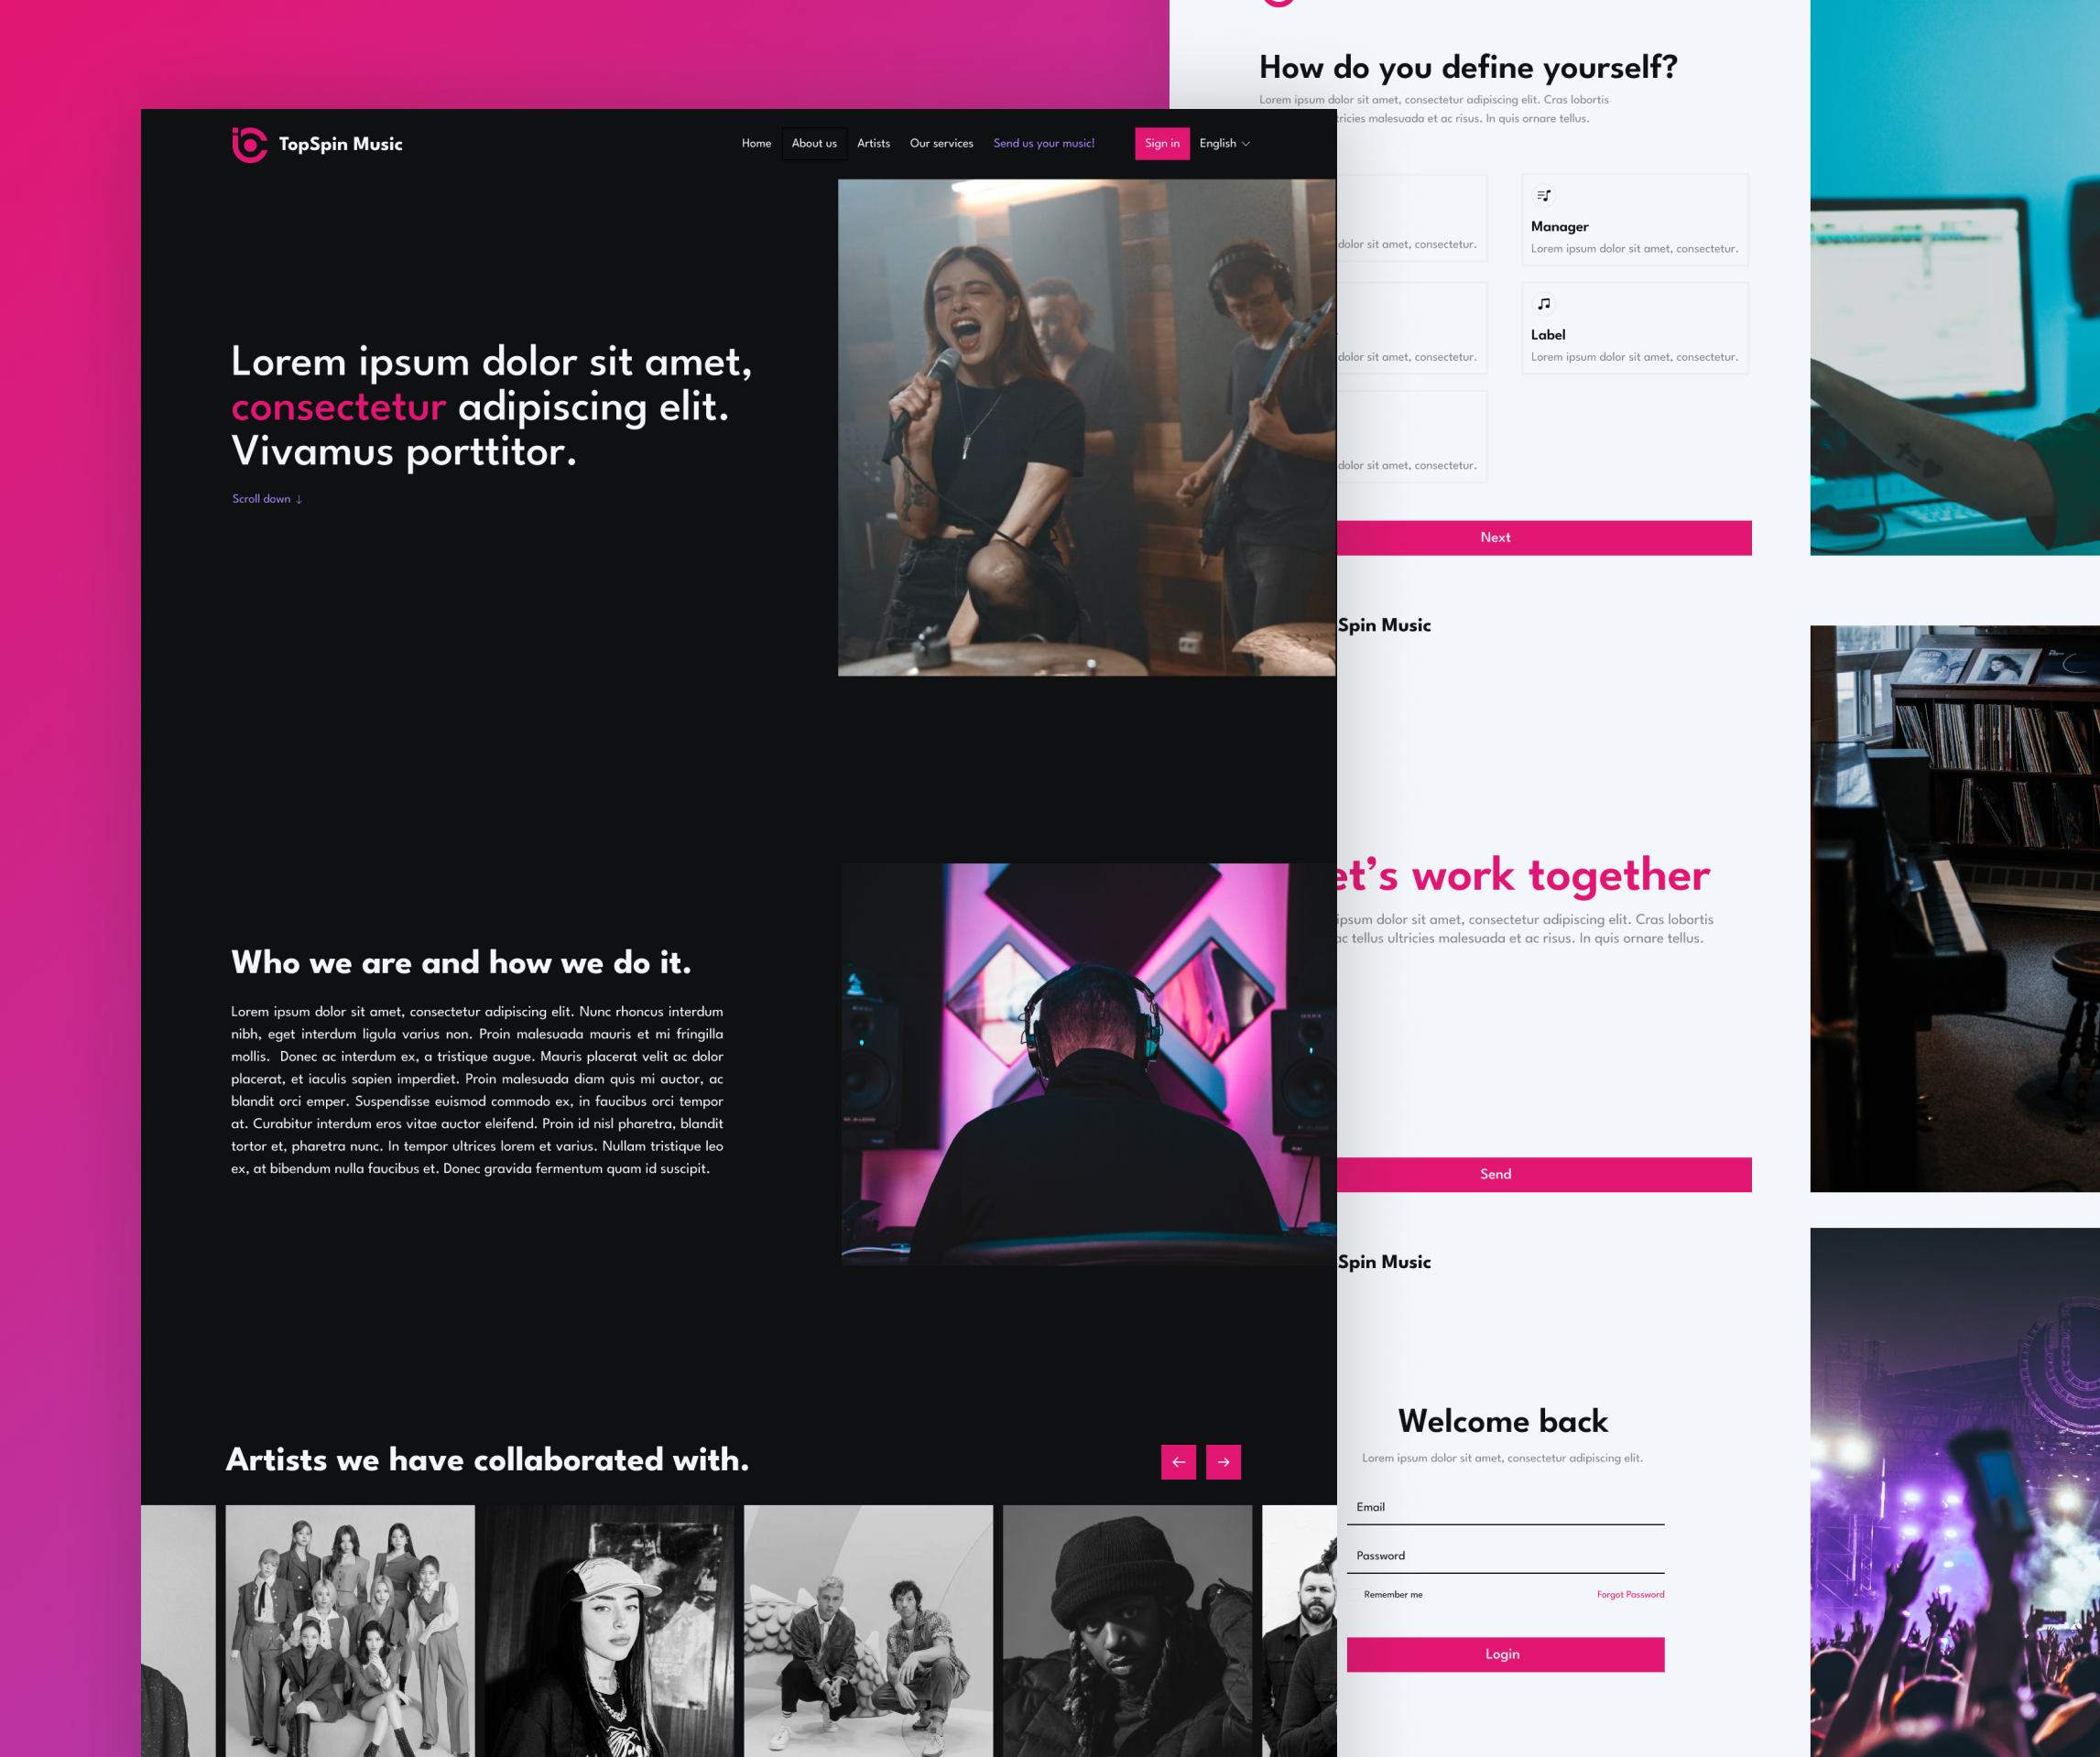 TopSpin Music
Home
About us
Artists
Our services
Send us your music!
Sign in
English
Lorem ipsum dolor sit amet,
consectetur adipiscing elit.
Vivamus porttitor.
Scroll down ↓
Who we are and how we do it.
Lorem ipsum dolor sit amet, consectetur adipiscing elit. Nunc rhoncus interdum
nibh, eget interdum ligula varius non. Proin malesuada mauris et mi fringilla
mollis. Donec ac interdum ex, a tristique augue. Mauris placerat velit ac dolor
placerat, et iaculis sapien imperdiet. Proin malesuada diam quis mi auctor, ac
blandit orci emper. Suspendisse euismod commodo ex, in faucibus orci tempor
at. Curabitur interdum eros vitae auctor eleifend. Proin id nisl pharetra, blandit
tortor et, pharetra nunc. In tempor ultrices lorem et varius. Nullam tristique leo
ex, at bibendum nulla faucibus et. Donec gravida fermentum quam id suscipit.
Artists we have collaborated with.
How do you define yourself?
Lorem ipsum dolor sit amet, consectetur adipiscing elit. Cras lobortis
tricies malesuada et ac risus. In quis ornare tellus.
dolor sit amet, consectetur.
Manager
Lorem ipsum dolor sit amet, consectetur.
dolor sit amet, consectetur.
Label
Lorem ipsum dolor sit amet, consectetur.
dolor sit amet, consectetur.
Next
Spin Music
et's work together
ipsum dolor sit amet, consectetur adipiscing elit. Cras lobortis
ac tellus ultricies malesuada et ac risus. In quis ornare tellus.
Send
Spin Music
Welcome back
Lorem ipsum dolor sit amet, consectetur adipiscing elit.
Email
Password
Remember me
Forgot Password
Login